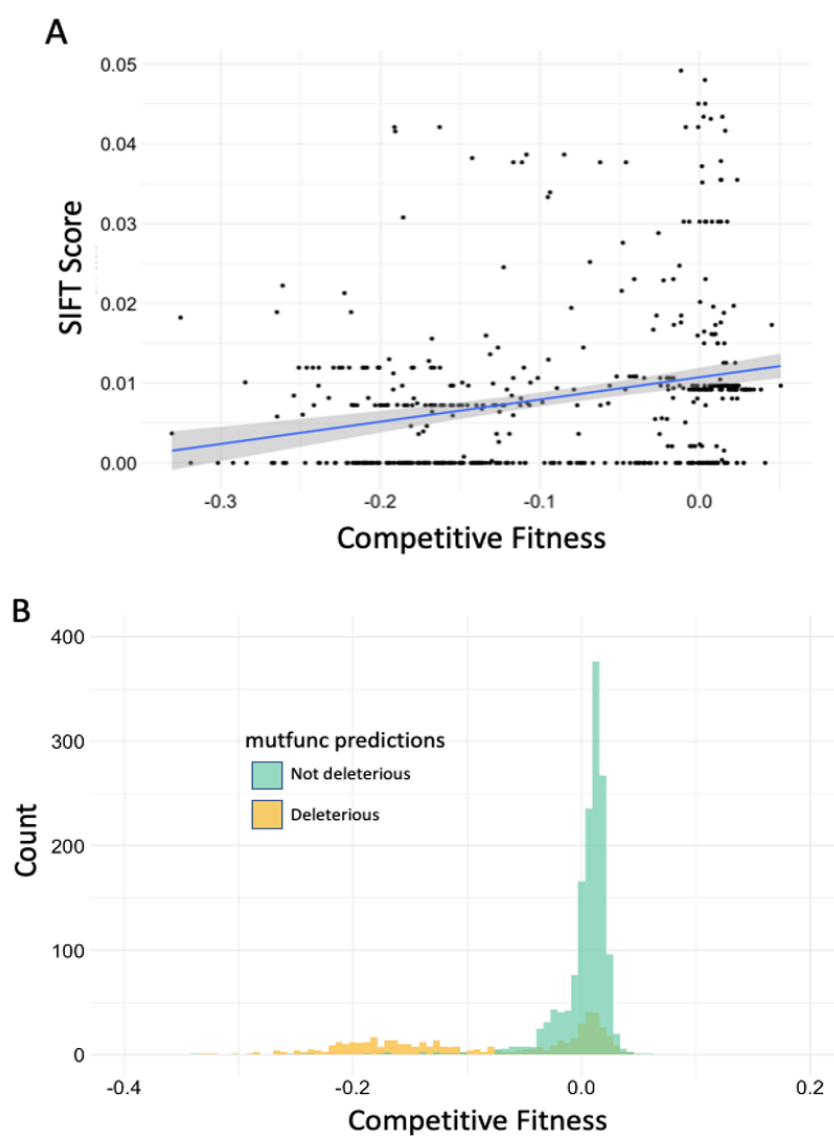 A
0.05
0.04
0.03
0.02
0.01
0.00
SIFT Score
-0.3 -0.2 -0.1 0.0
Competitive Fitness
B
400
300
200
100
0
Count
mutfunc predictions
Not deleterious
Deleterious
-0.4 -0.2 0.0 0.2
Competitive Fitness